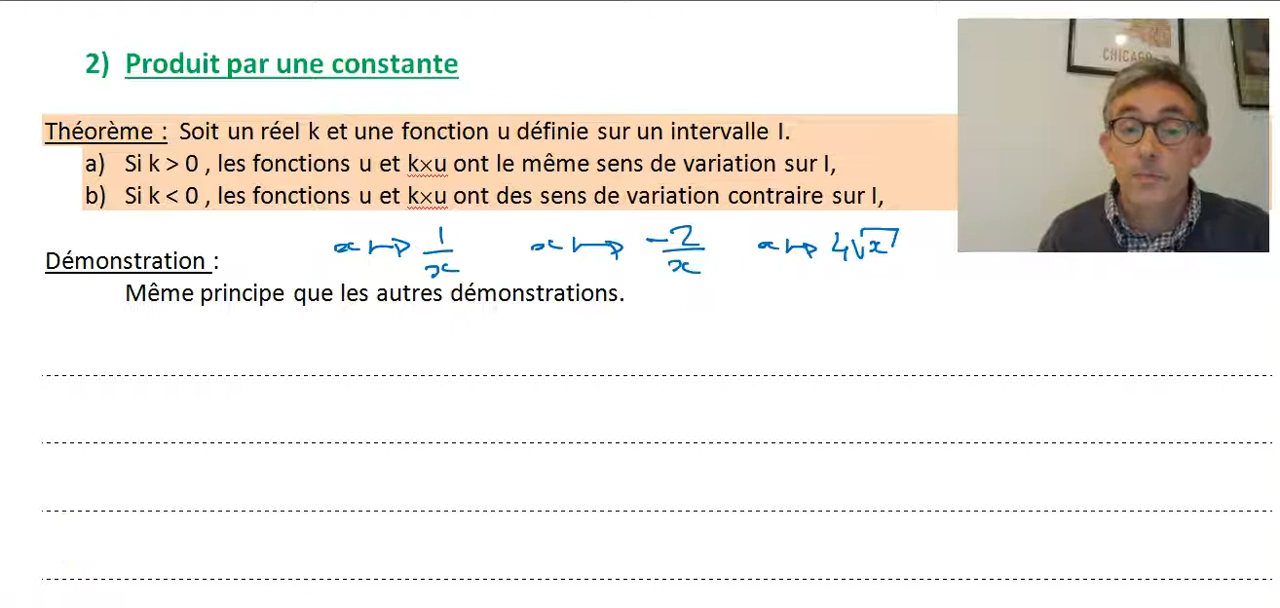 2) Produit par une constante
CHICAGO
Théorème : Soit un réel k et une fonction u définie sur un intervalle I.
a) Si k > 0 , les fonctions u et k×u ont le même sens de variation sur I,
b) Si k < 0 , les fonctions u et k×u ont des sens de variation contraire sur I,
x ↦ 1/x x ↦ -2/x x ↦ 4√x
Démonstration :
Même principe que les autres démonstrations.